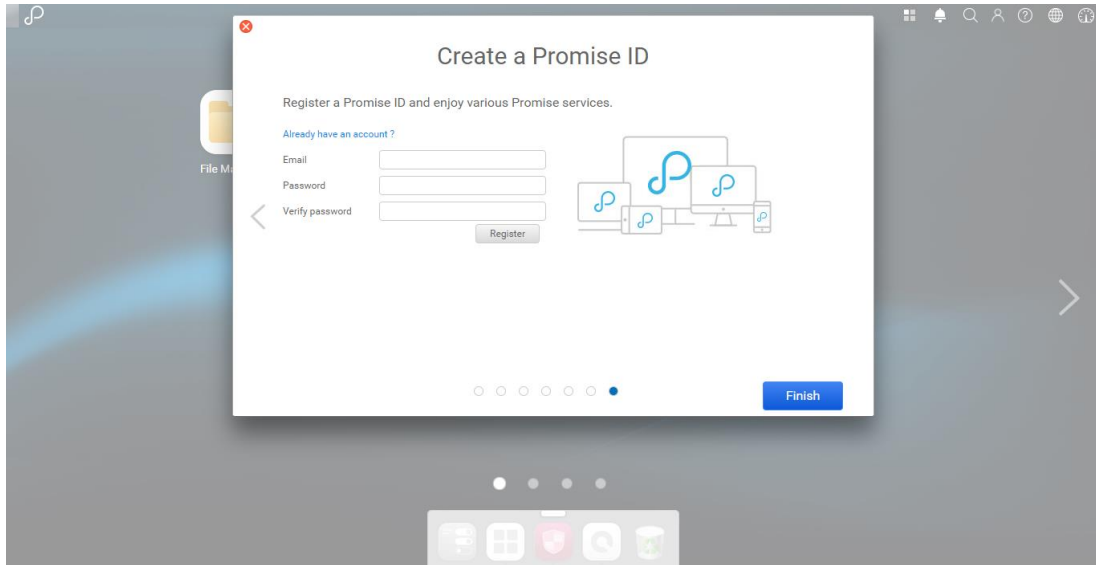 Create a Promise ID
Register a Promise ID and enjoy various Promise services.
Already have an account ?
Email
File
Password
Verify password
Register
Finish